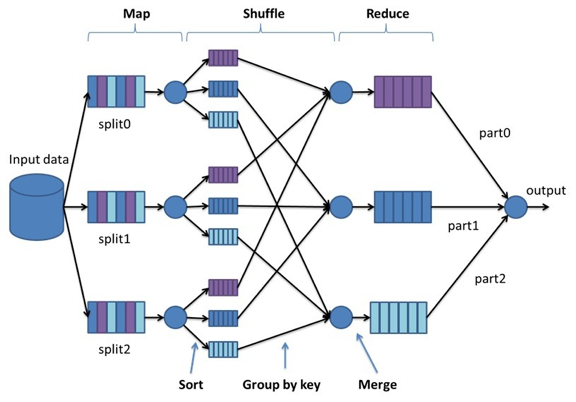 Map
Shuffle
Reduce
split0
part0
Input data
output
split1
part1
part2
split2
Sort
Group by key
Merge